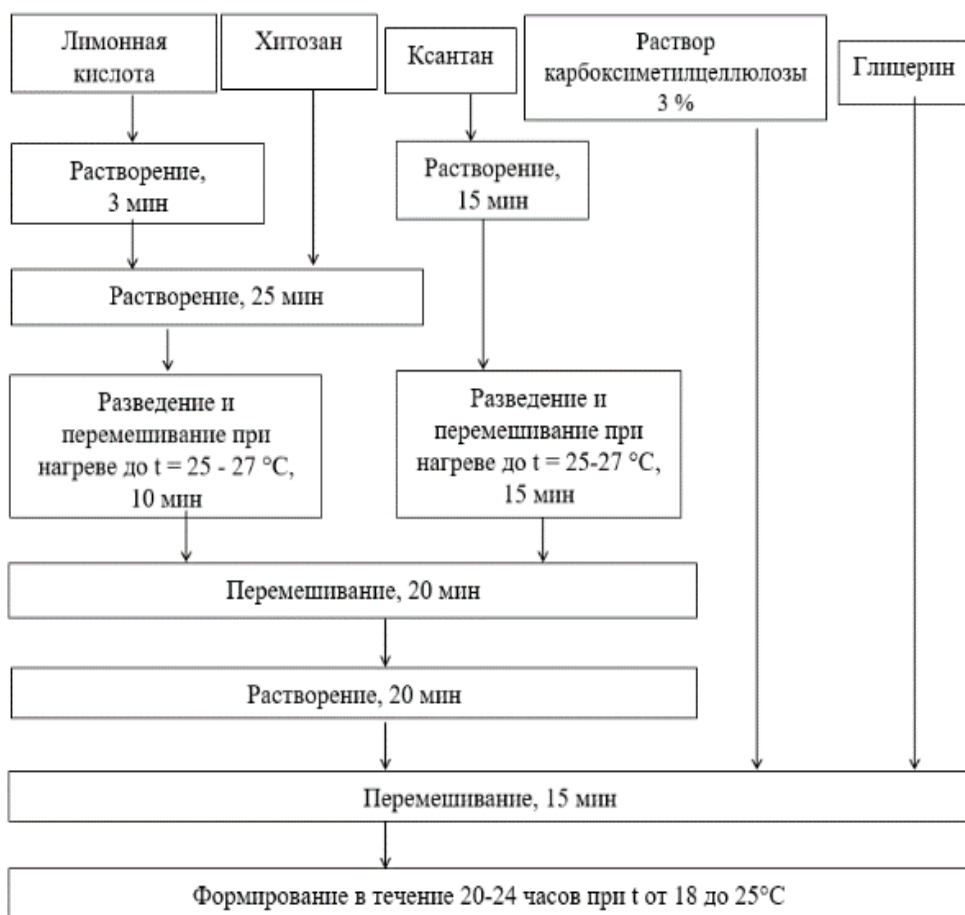 Лимонная
кислота
Хитозан
Ксантан
Раствор
карбоксиметилцеллюлозы
3 %
Глицерин
Растворение,
3 мин
Растворение,
15 мин
Растворение, 25 мин
Разведение и
перемешивание при
нагреве до t = 25 - 27 °C,
10 мин
Разведение и
перемешивание при
нагреве до t = 25-27 °C,
15 мин
Перемешивание, 20 мин
Растворение, 20 мин
Перемешивание, 15 мин
Формирование в течение 20-24 часов при t от 18 до 25°C